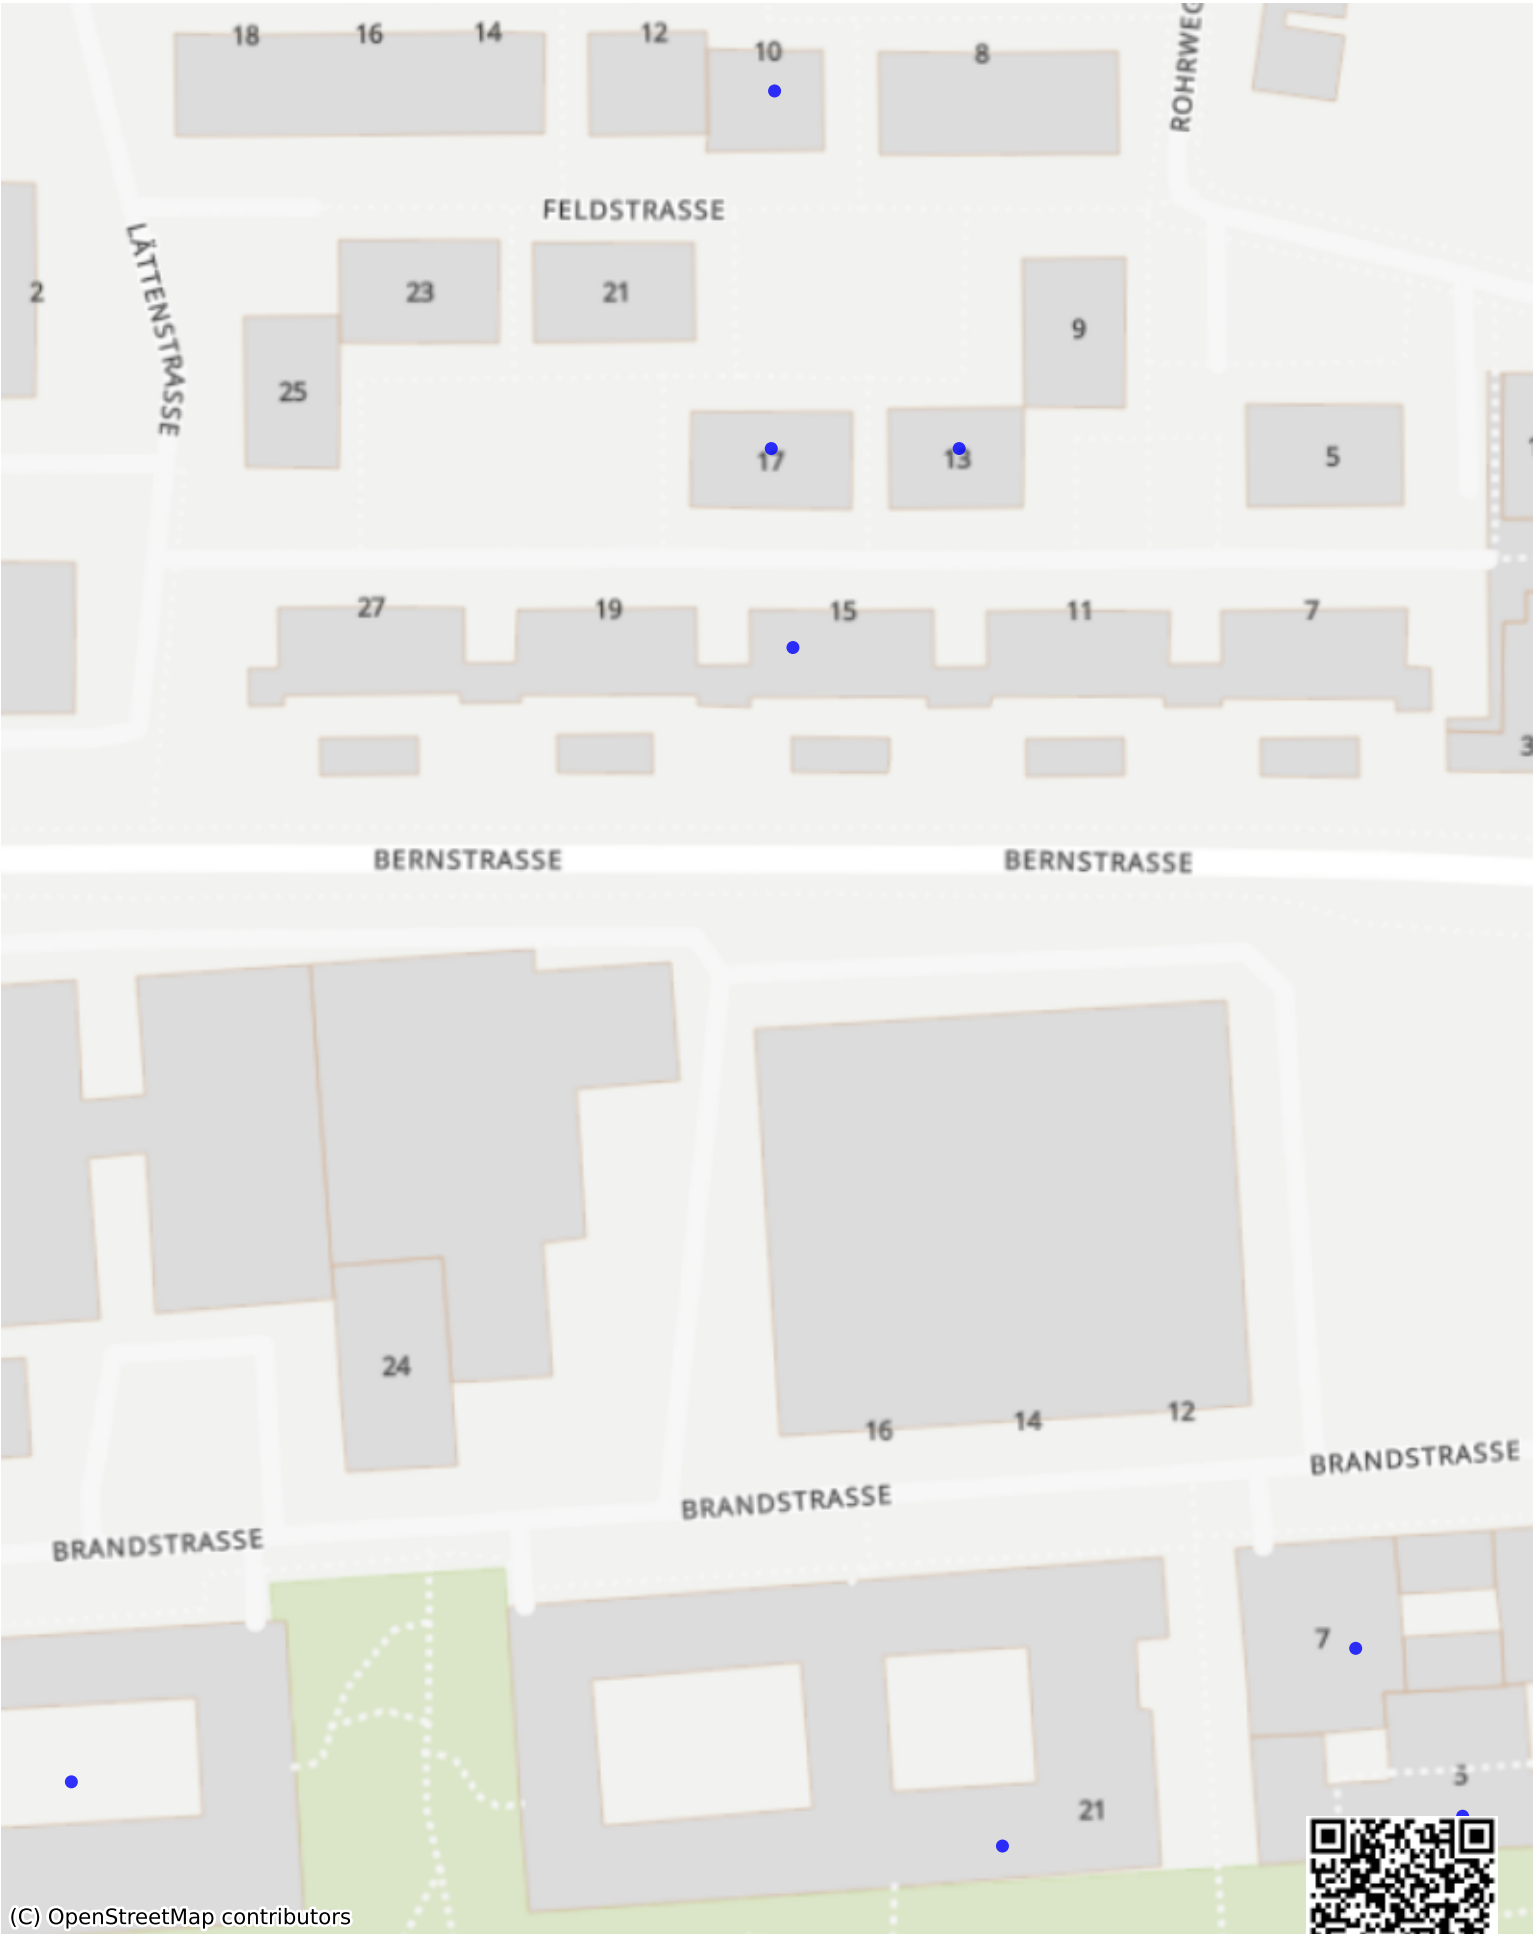 18 16 14 12 10 8
ROHRWEG
FELDSTRASSE
LÄTTENSTRASSE
2 23 21 9
25 17 13 5
27 19 15 11 7
BERNSTRASSE BERNSTRASSE
24
16 14 12
BRANDSTRASSE
BRANDSTRASSE
BRANDSTRASSE
7
21
(C) OpenStreetMap contributors